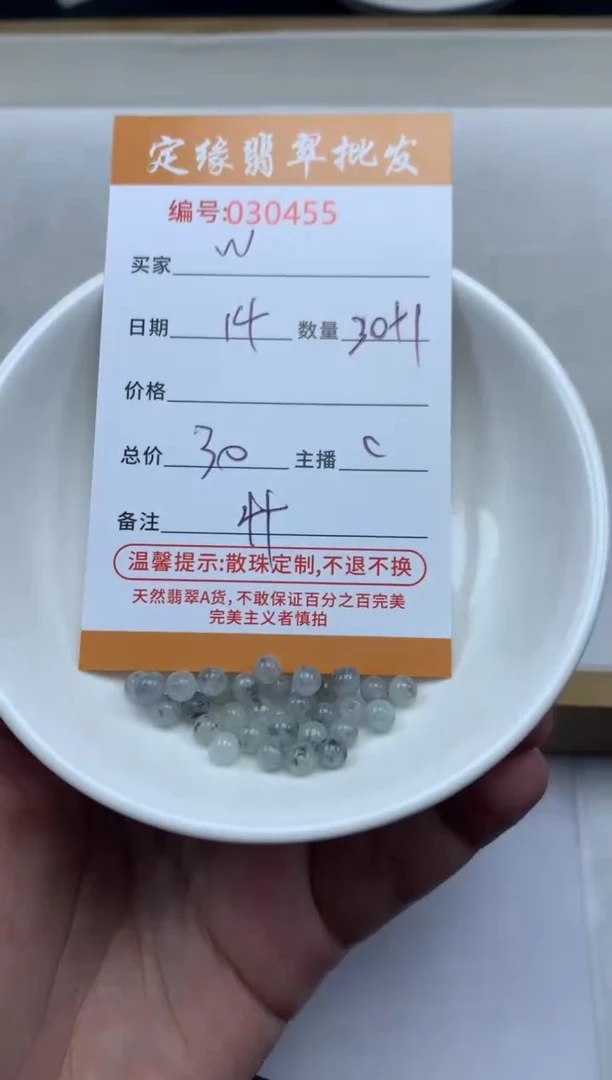 定缘翡翠批发
编号:030455
买家 W
日期 14 数量 30+1
价格
总价 30 主播 C
备注
温馨提示:散珠定制,不退不换
天然翡翠A货,不敢保证百分之百完美
完美主义者慎拍